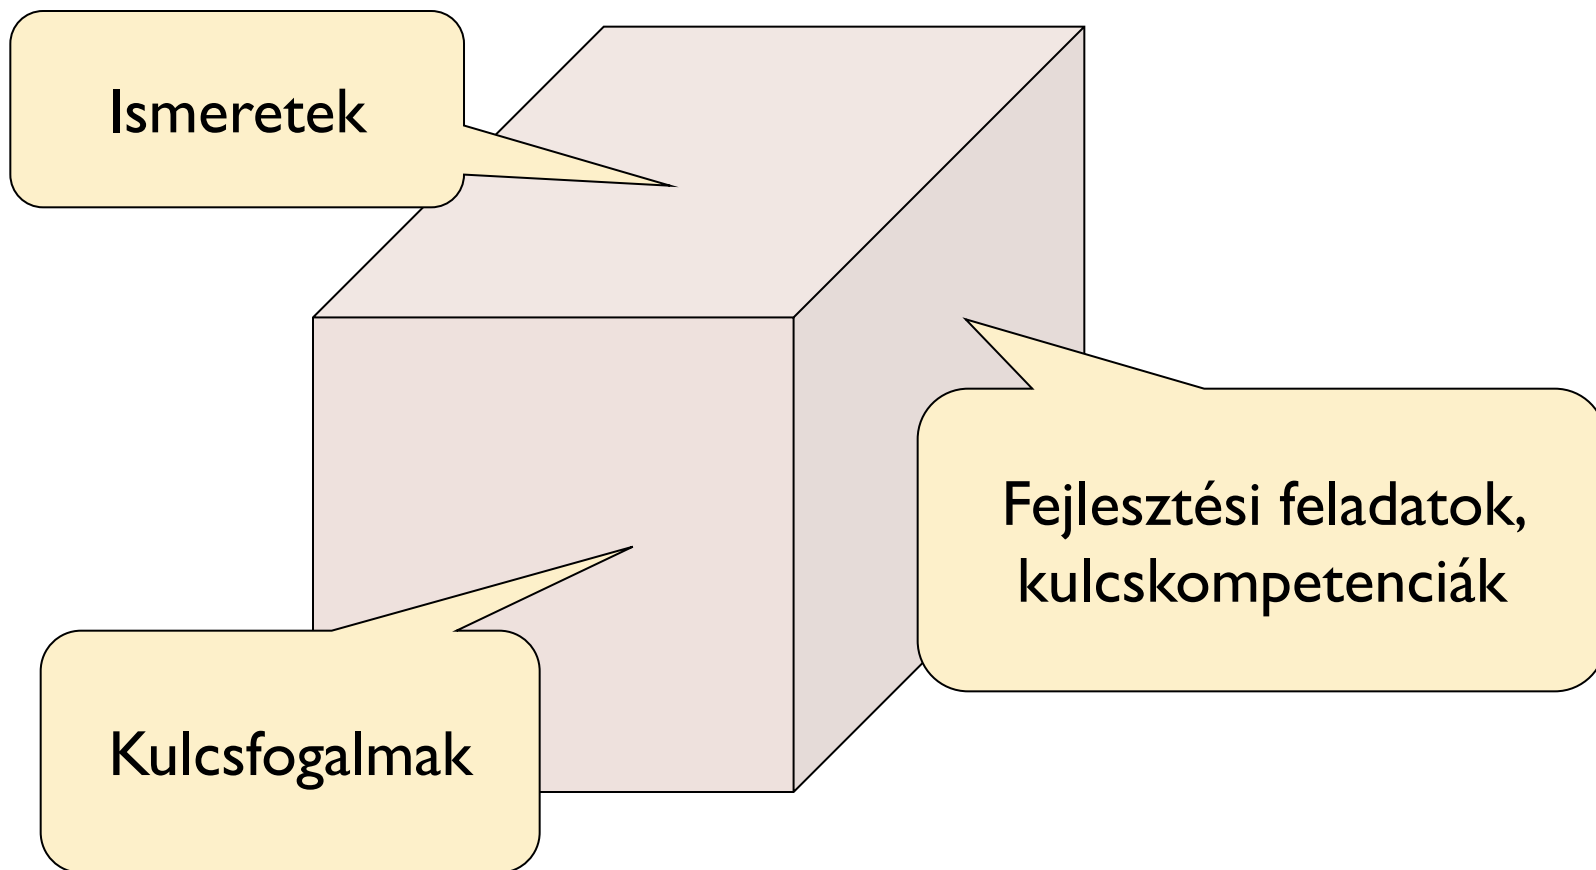 Ismeretek
Fejlesztési feladatok,
kulcskompetenciák
Kulcsfogalmak